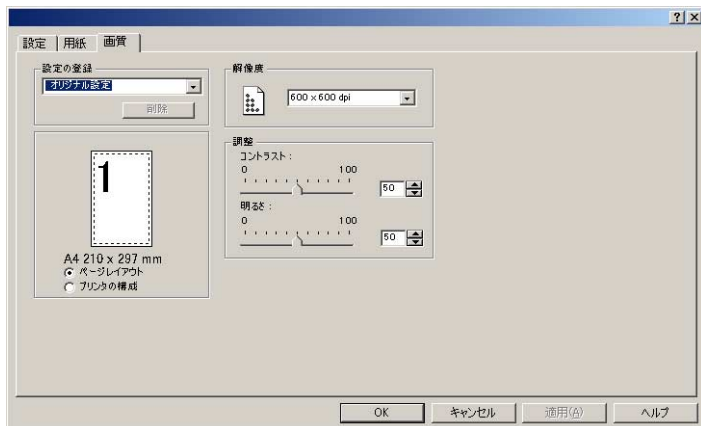 設定 用紙 画質
設定の登録
オリジナル設定
削除
1
A4 210 x 297 mm
ページレイアウト
プリンタの構成
解像度
600 x 600 dpi
調整
コントラスト:
0 100
50
明るさ:
0 100
50
OK キャンセル 適用(A) ヘルプ